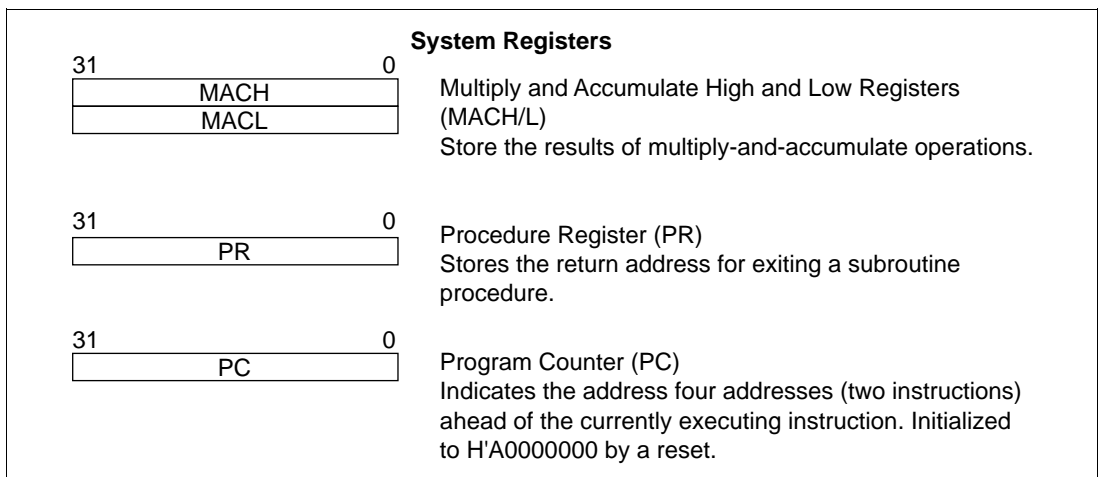 System Registers
31 0
MACH
MACL
Multiply and Accumulate High and Low Registers
(MACH/L)
Store the results of multiply-and-accumulate operations.
31 0
PR
Procedure Register (PR)
Stores the return address for exiting a subroutine
procedure.
31 0
PC
Program Counter (PC)
Indicates the address four addresses (two instructions)
ahead of the currently executing instruction. Initialized
to H'A0000000 by a reset.